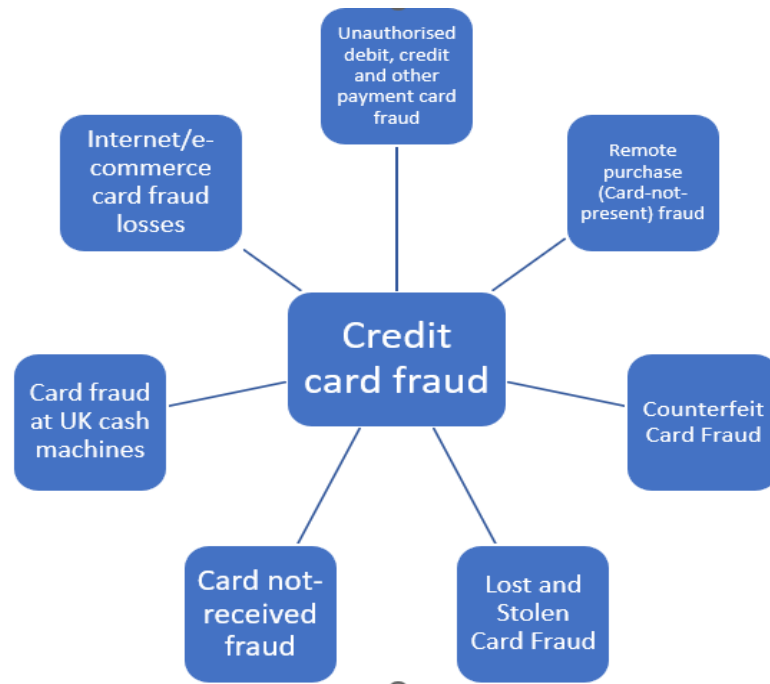 Unauthorised
debit, credit
and other
payment card
fraud
Internet/e-
commerce
card fraud
losses
Remote
purchase
(Card-not-
present) fraud
Credit
card fraud
Card fraud
at UK cash
machines
Counterfeit
Card Fraud
Card not-
received
fraud
Lost and
Stolen
Card Fraud